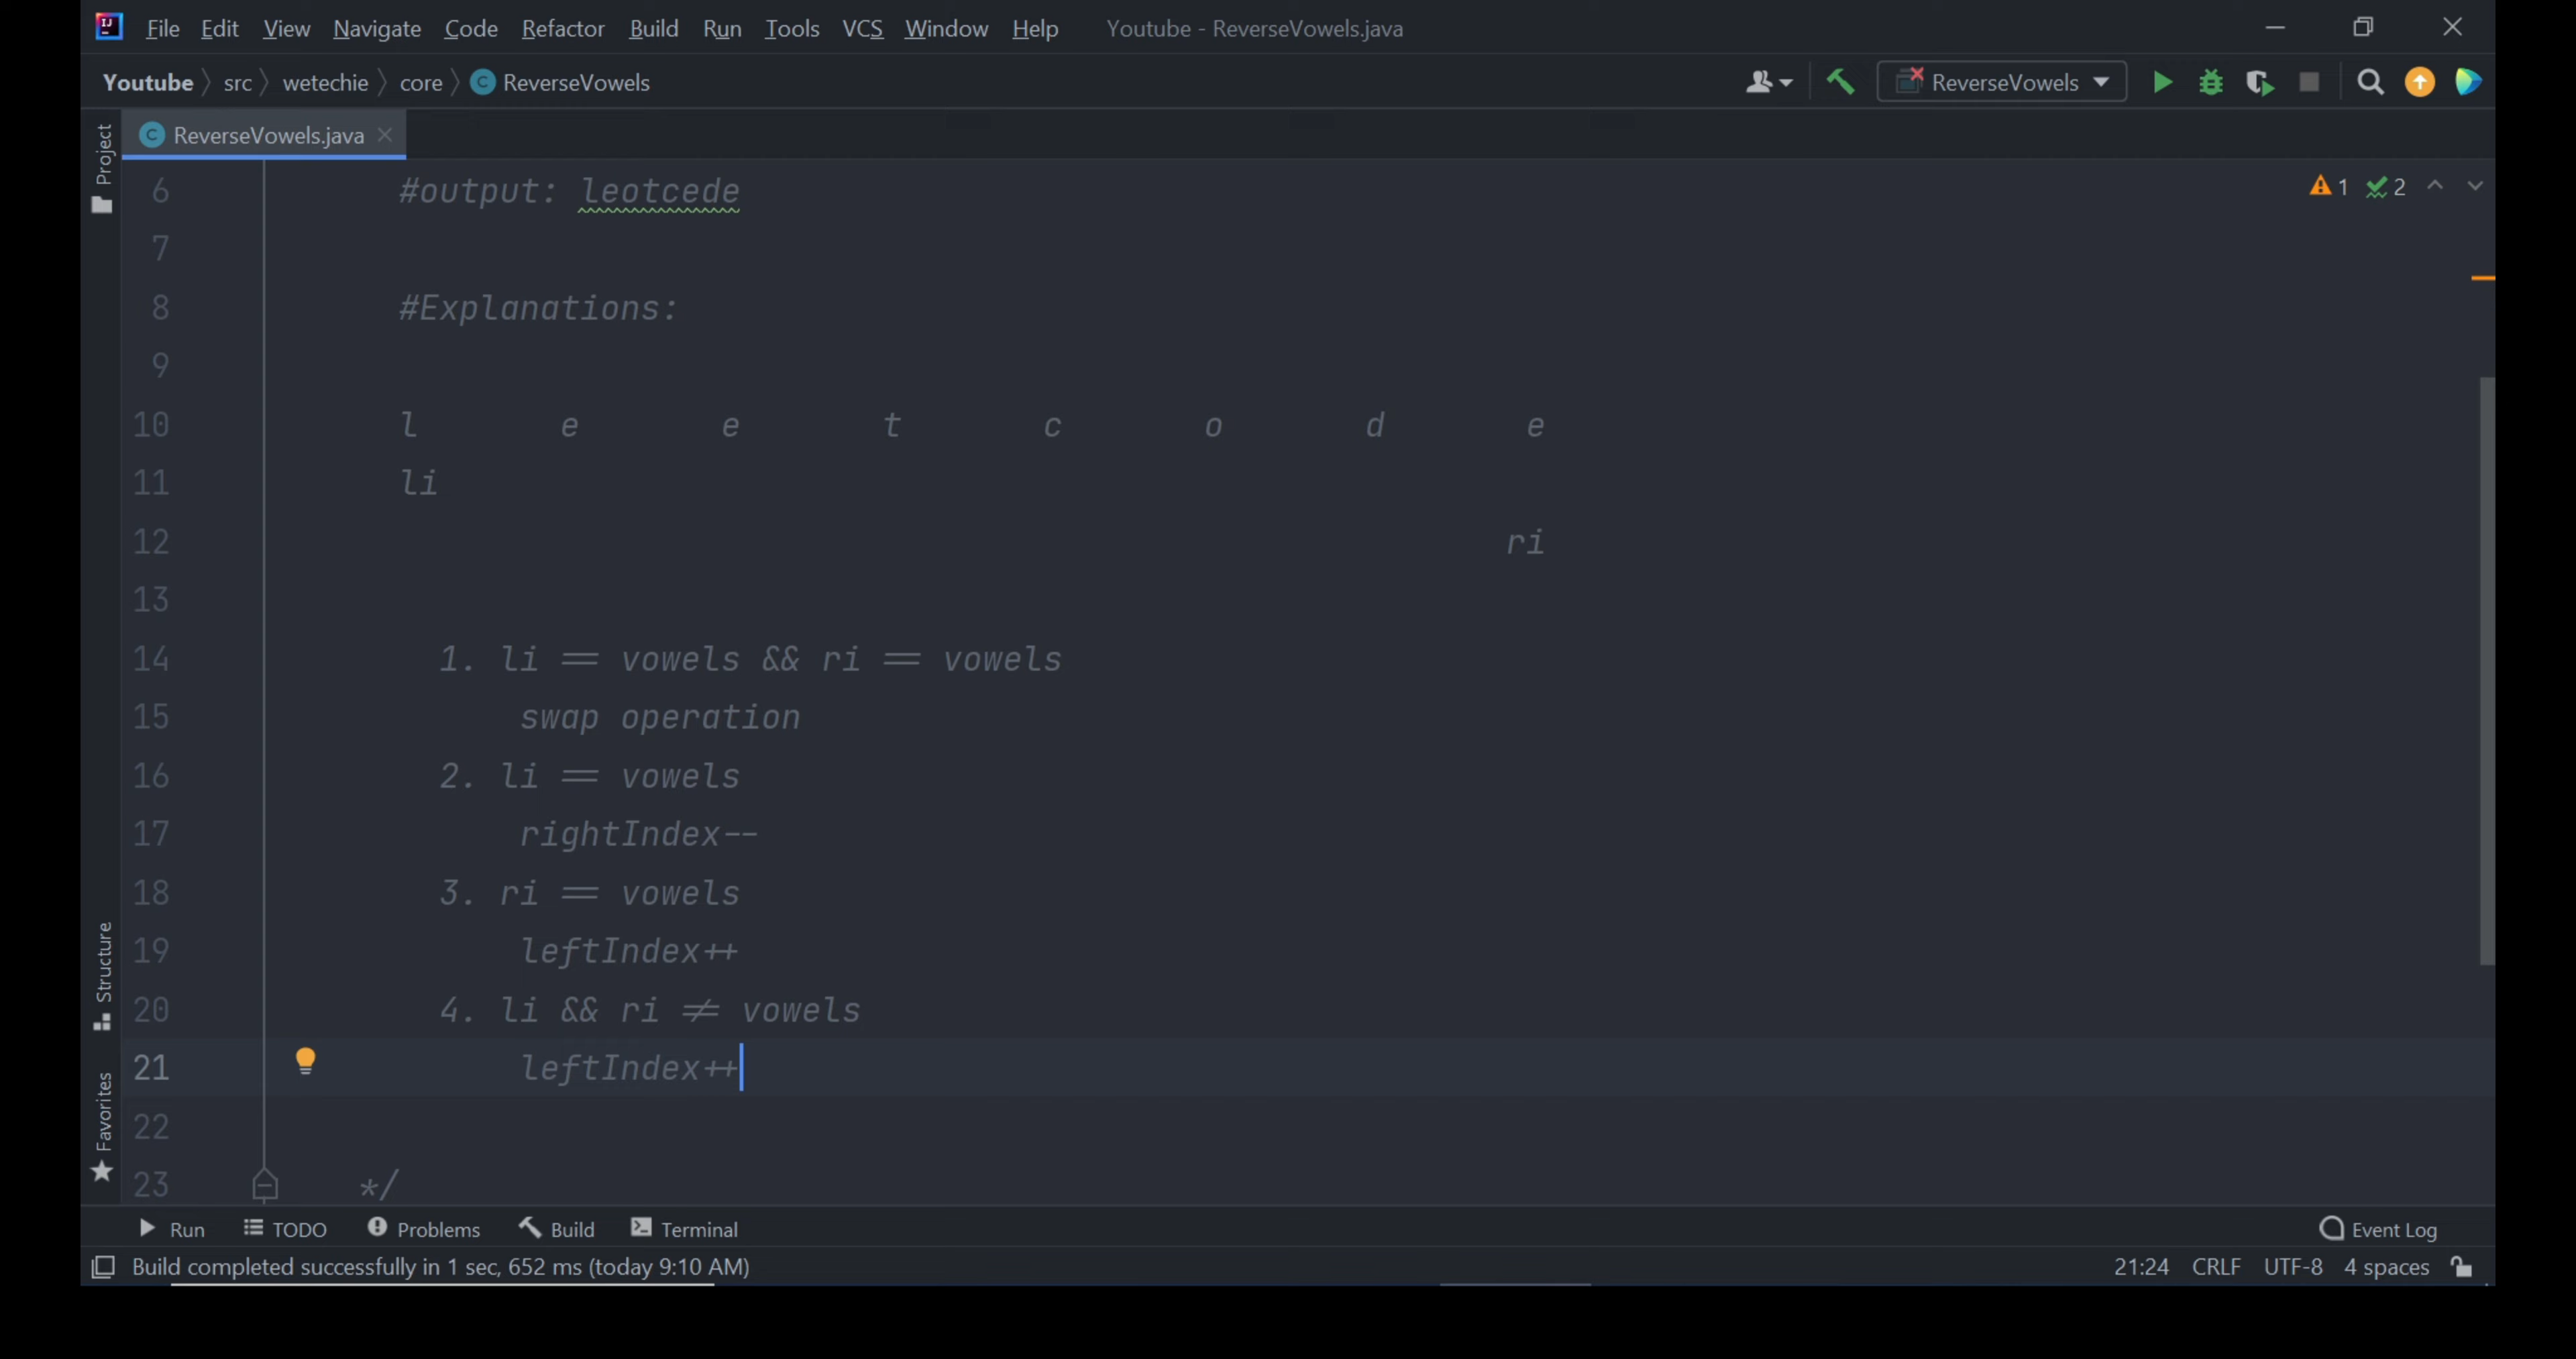 File Edit View Navigate Code Refactor Build Run Tools VCS Window Help Youtube - ReverseVowels.java
Youtube src wetechie core ReverseVowels ReverseVowels
ReverseVowels.java
Project
6 #output: leotcede 1 2
7
8 #Explanations:
9
10 l e e t c o d e
11 li
12 ri
13
14 1. li == vowels && ri == vowels
15 swap operation
16 2. li == vowels
17 rightIndex--
18 3. ri == vowels
19 leftIndex++
20 4. li && ri != vowels
21 leftIndex++
22
23 */
Structure
Favorites
Run TODO Problems Build Terminal Event Log
Build completed successfully in 1 sec, 652 ms (today 9:10 AM) 21:24 CRLF UTF-8 4 spaces